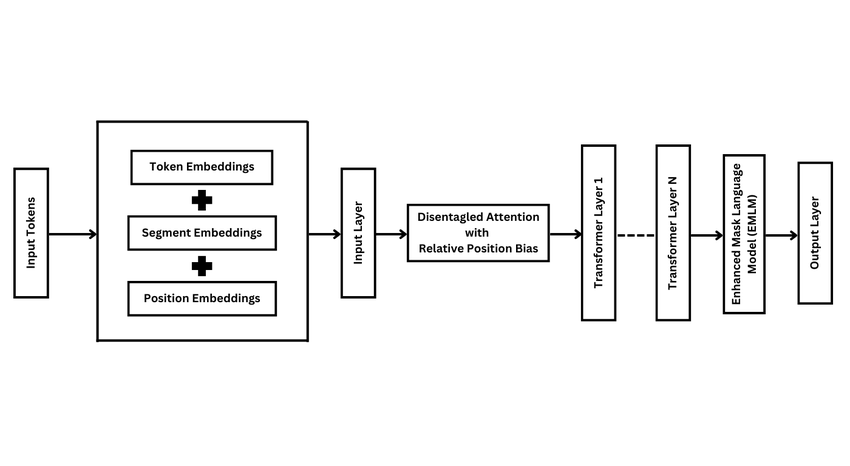 Input Tokens
Token Embeddings
Segment Embeddings
Position Embeddings
Input Layer
Disentagled Attention
with
Relative Position Bias
Transformer Layer 1
Transformer Layer N
Enhanced Mask Language
Model (EMLM)
Output Layer